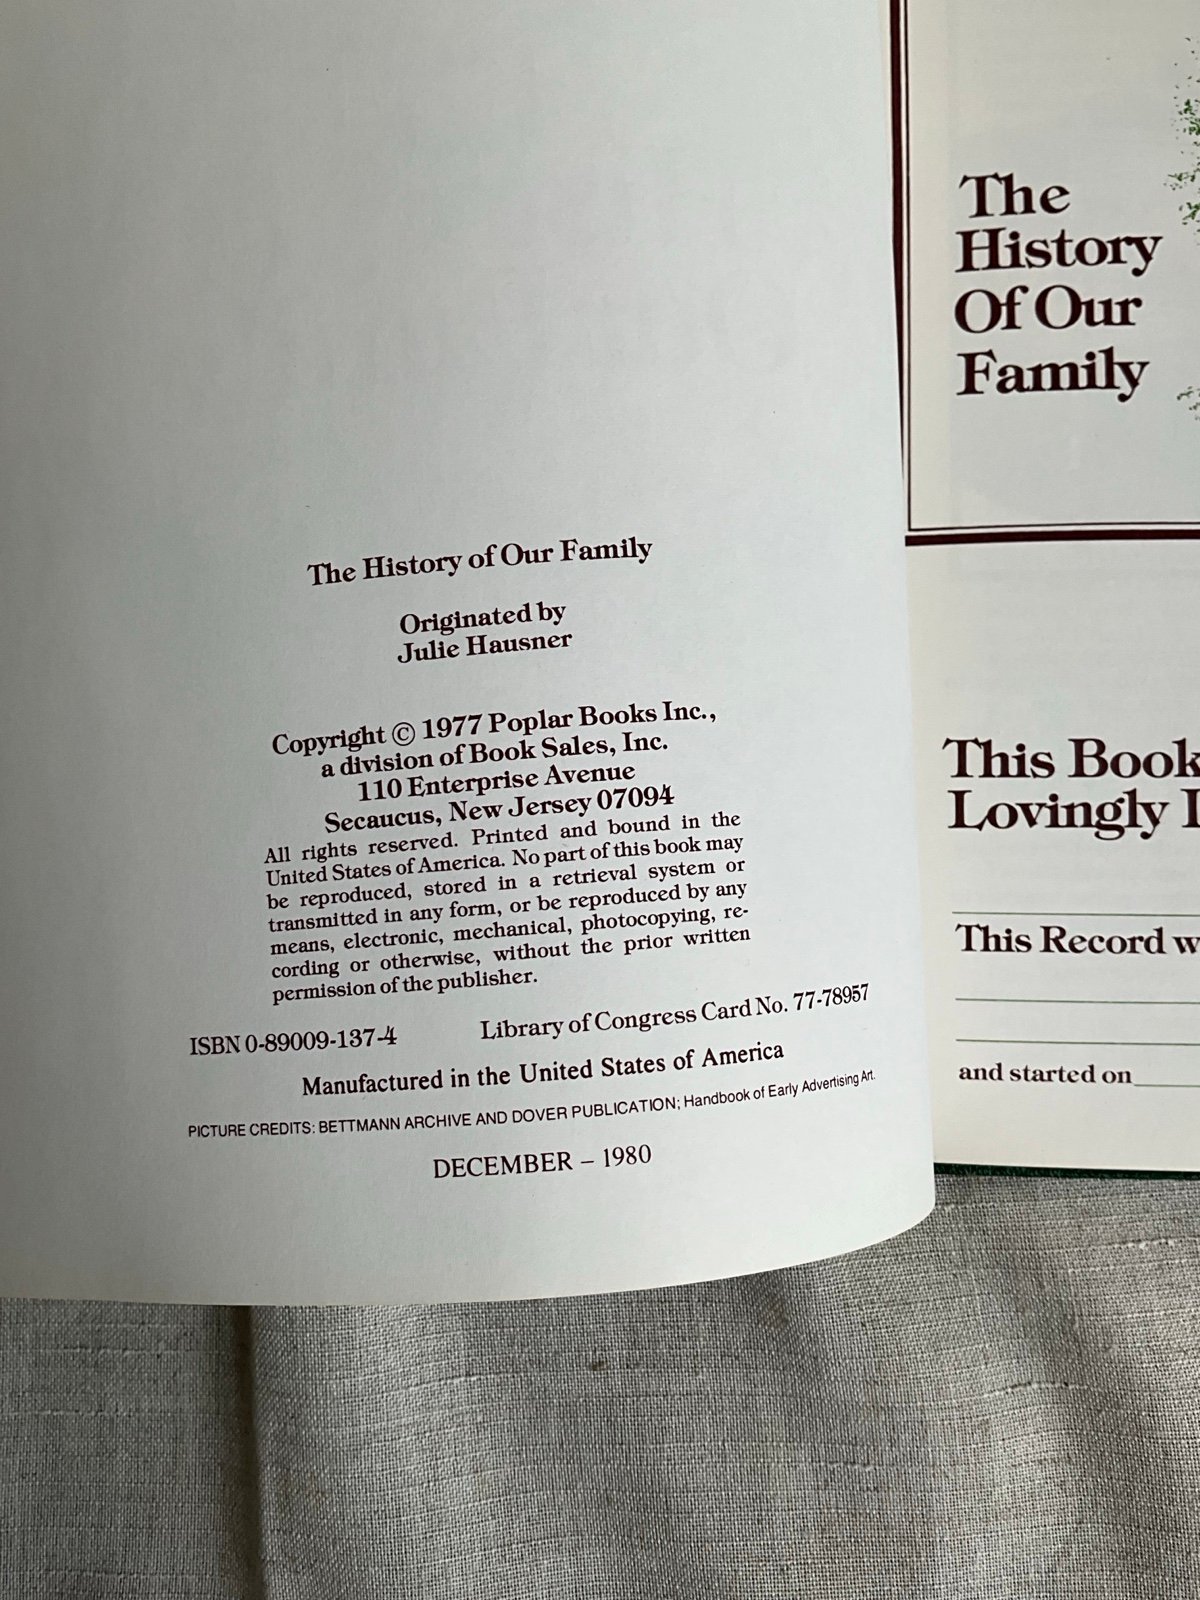 The History of Our Family
Originated by
Julie Hausner
Copyright © 1977 Poplar Books Inc.,
a division of Book Sales, Inc.
110 Enterprise Avenue
Secaucus, New Jersey 07094
All rights reserved. Printed and bound in the
United States of America. No part of this book may
be reproduced, stored in a retrieval system or
transmitted in any form, or be reproduced by any
means, electronic, mechanical, photocopying, re-
cording or otherwise, without the prior written
permission of the publisher.
ISBN 0-89009-137-4 Library of Congress Card No. 77-78957
Manufactured in the United States of America
PICTURE CREDITS: BETTMANN ARCHIVE AND DOVER PUBLICATION; Handbook of Early Advertising Art.
DECEMBER – 1980
The
History
Of Our
Family
This Book
Lovingly
This Record
and started on